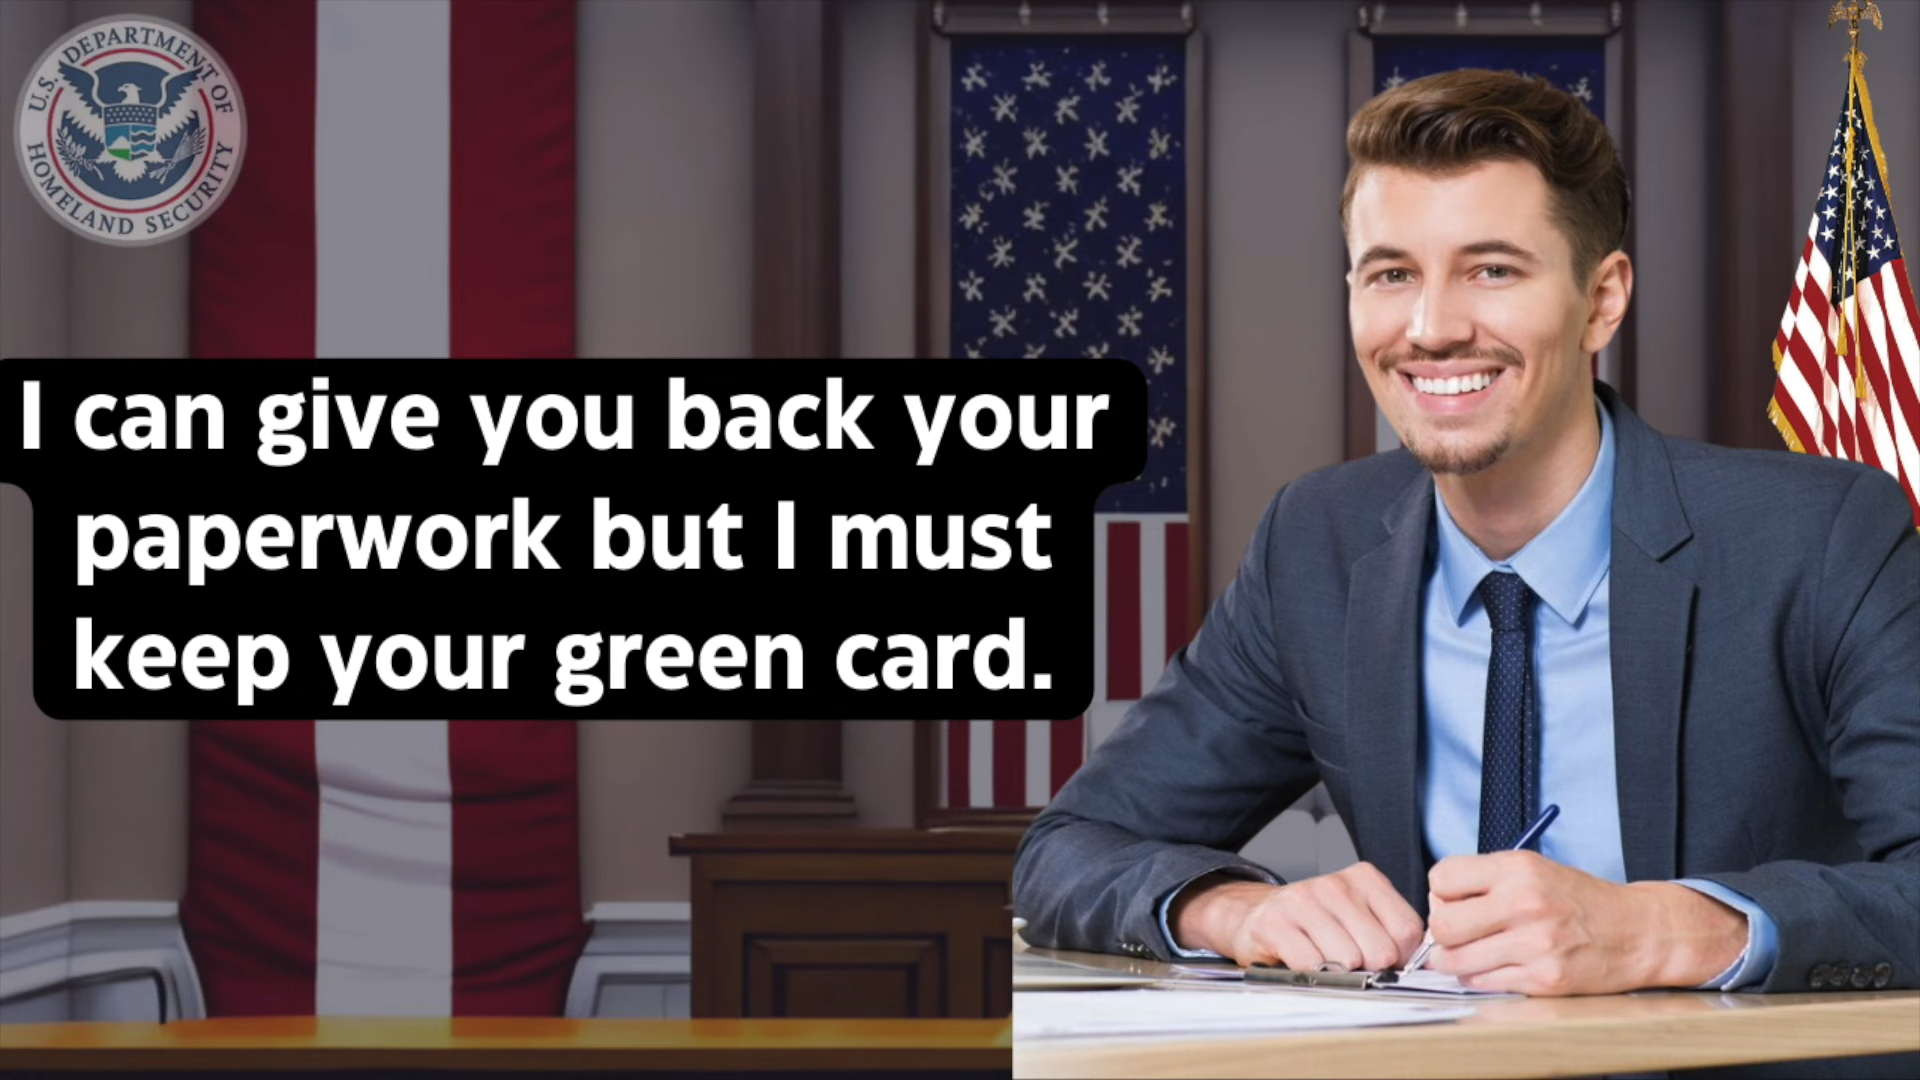 U.S. DEPARTMENT OF
HOMELAND SECURITY
I can give you back your
paperwork but I must
keep your green card.